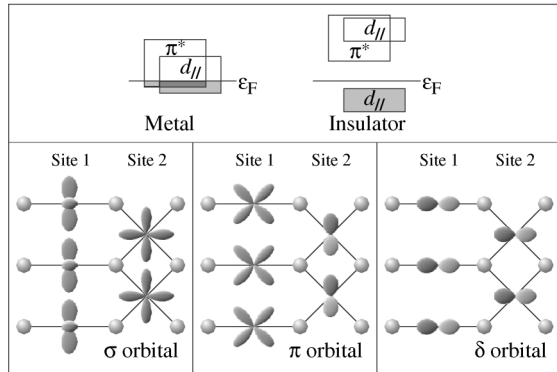 π* d// εF
Metal
d// π* εF d//
Insulator
Site 1 Site 2
σ orbital
Site 1 Site 2
π orbital
Site 1 Site 2
δ orbital